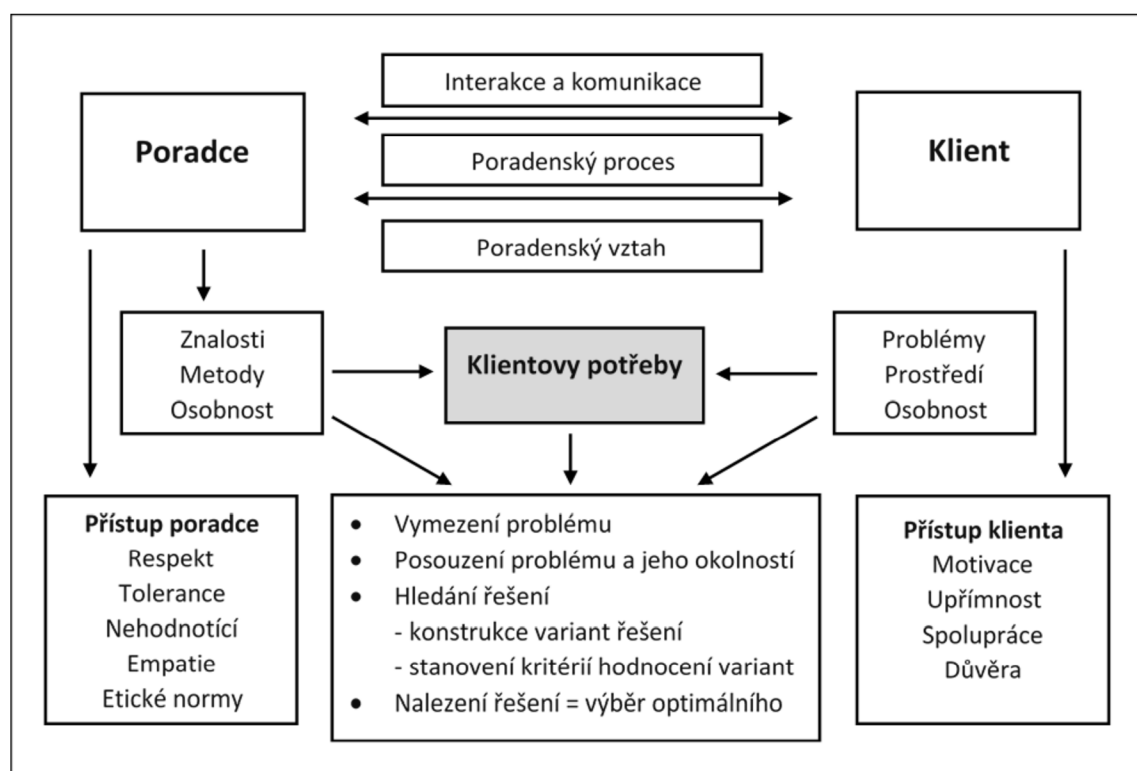 Interakce a komunikace
Poradce
Poradenský proces
Klient
Poradenský vztah
Znalosti
Metody
Osobnost
Klientovy potřeby
Problémy
Prostředí
Osobnost
Přístup poradce
Respekt
Tolerance
Nehodnotící
Empatie
Etické normy
• Vymezení problému
• Posouzení problému a jeho okolností
• Hledání řešení
- konstrukce variant řešení
- stanovení kritérií hodnocení variant
• Nalezení řešení = výběr optimálního
Přístup klienta
Motivace
Upřímnost
Spolupráce
Důvěra